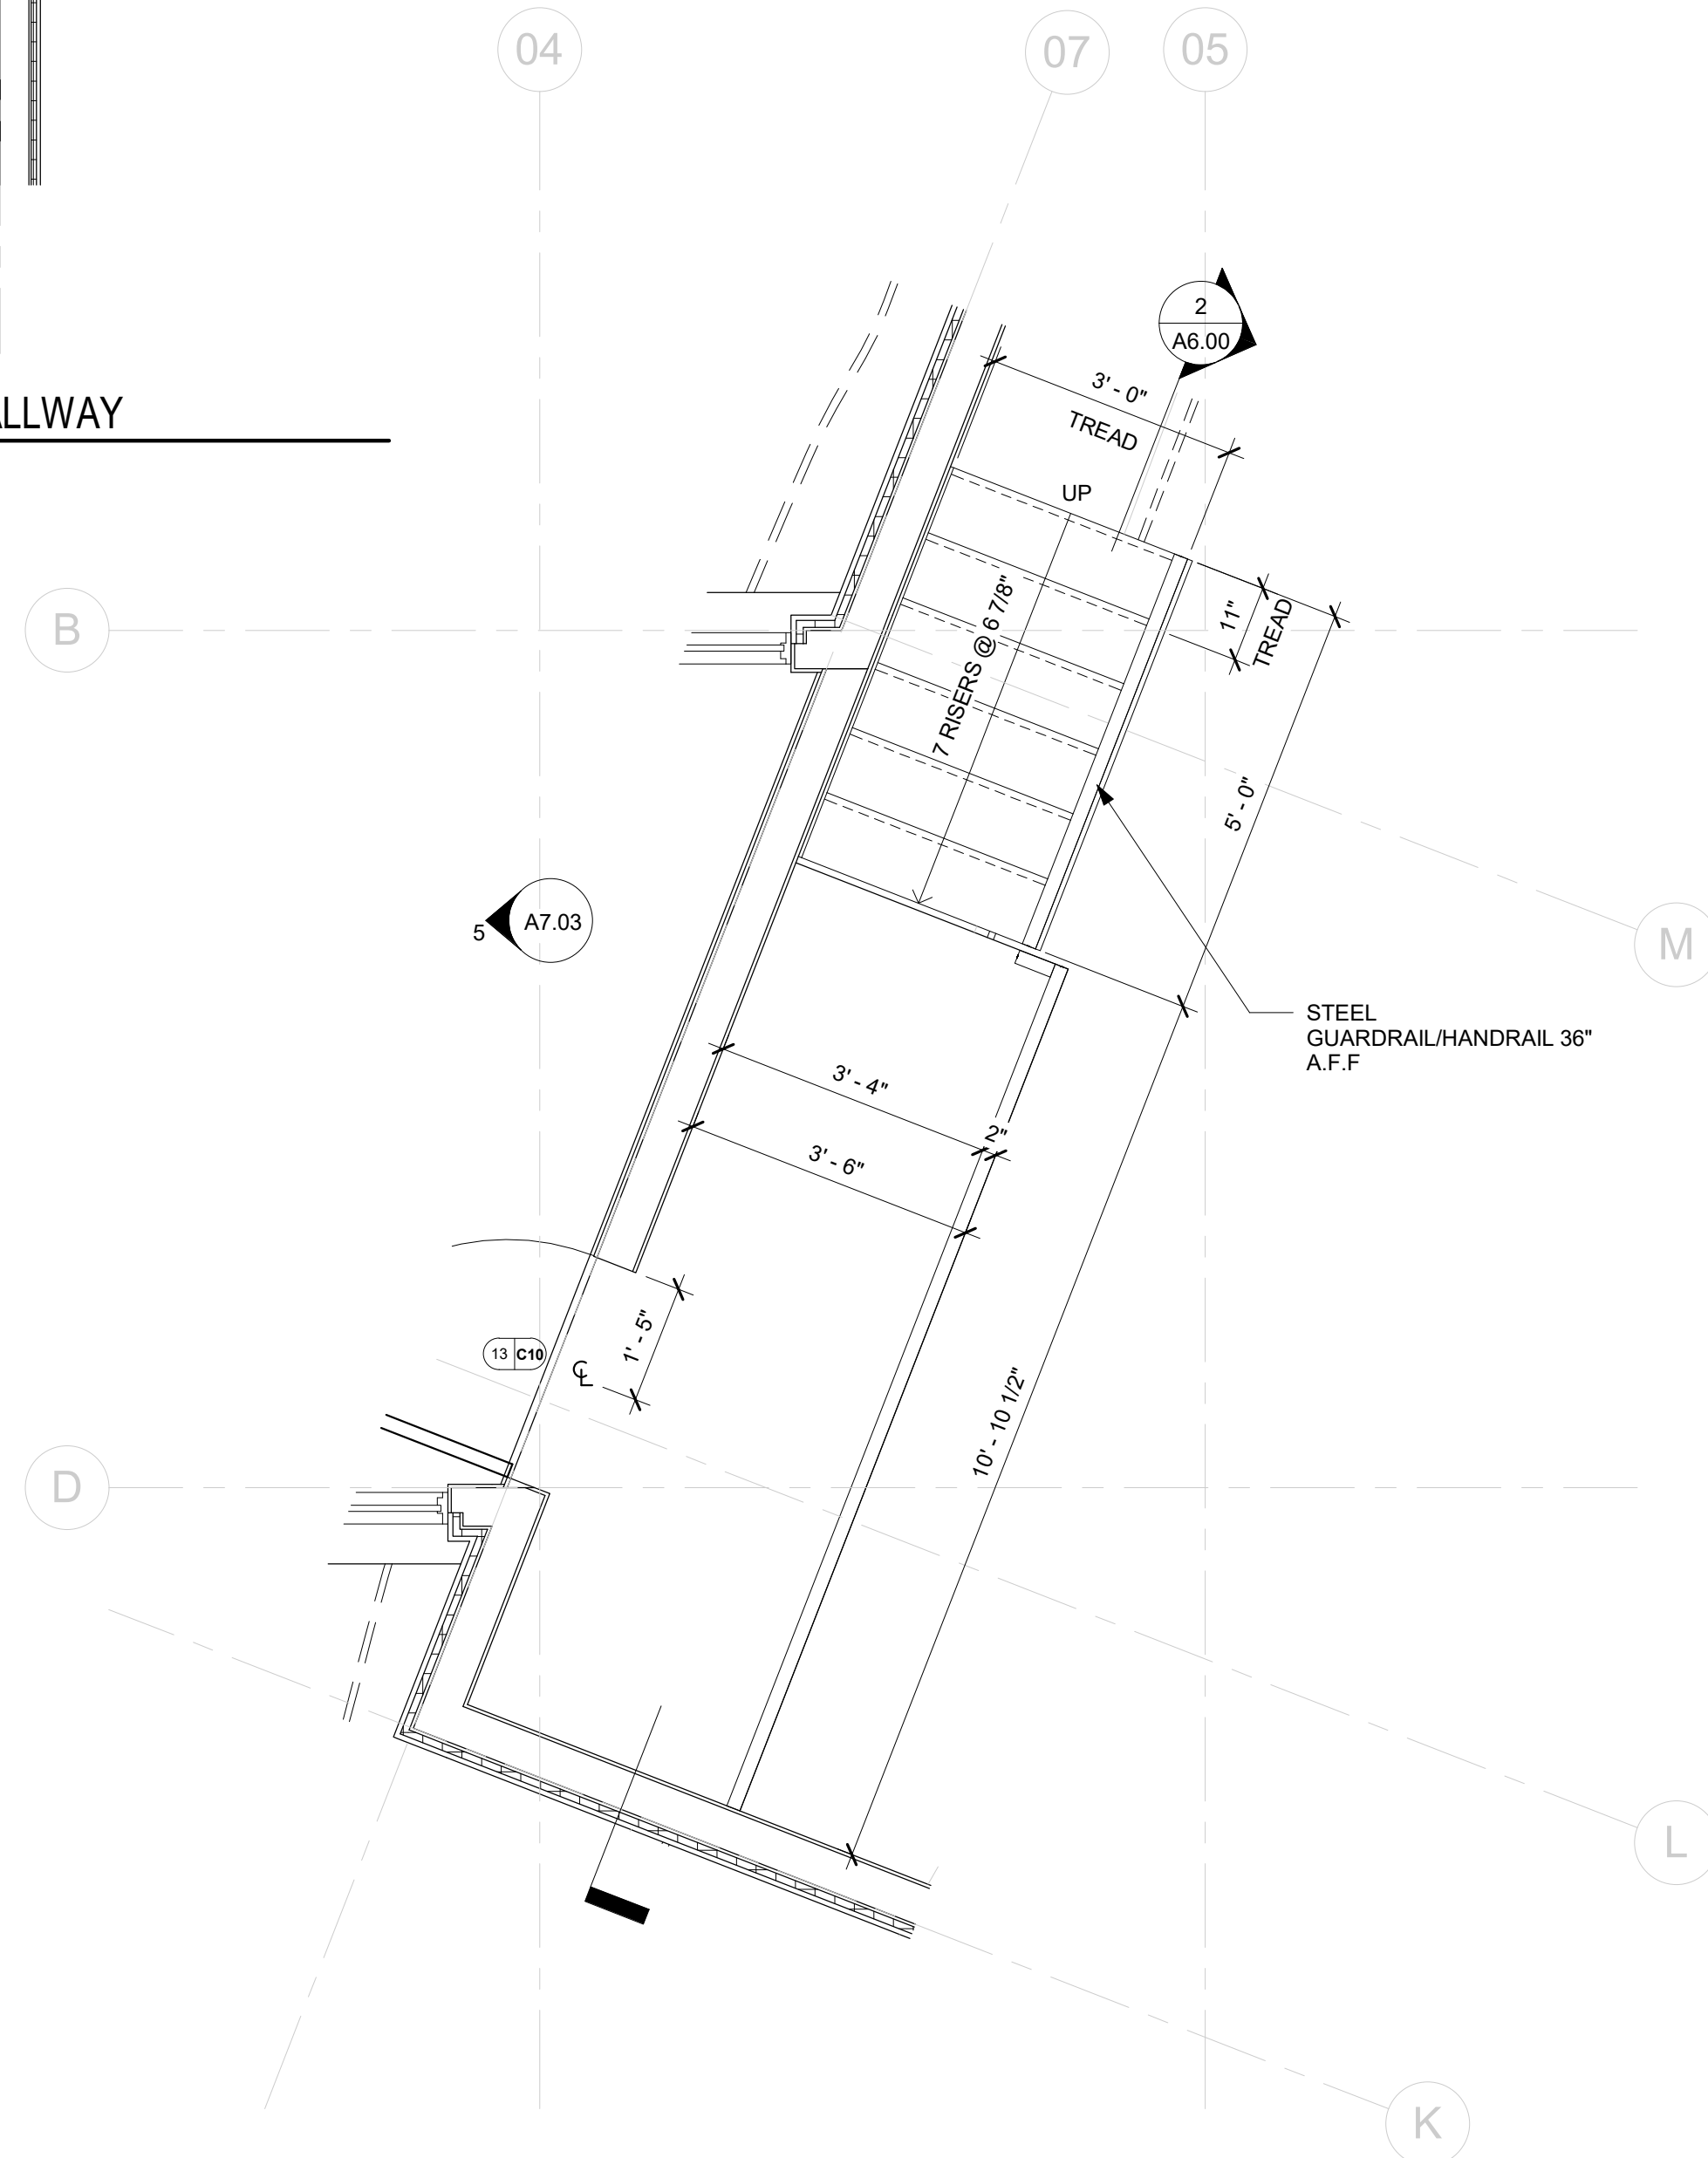 04
07
05
2
A6.00
3' - 0"
TREAD
ALLWAY
UP
B
11"
TREAD
7 RISERS @ 6 7/8"
5' - 0"
5
A7.03
M
STEEL
GUARDRAIL/HANDRAIL 36"
A.F.F
3' - 4"
2"
3' - 6"
1' - 5"
13 C10
℄
10' - 10 1/2"
D
L
K